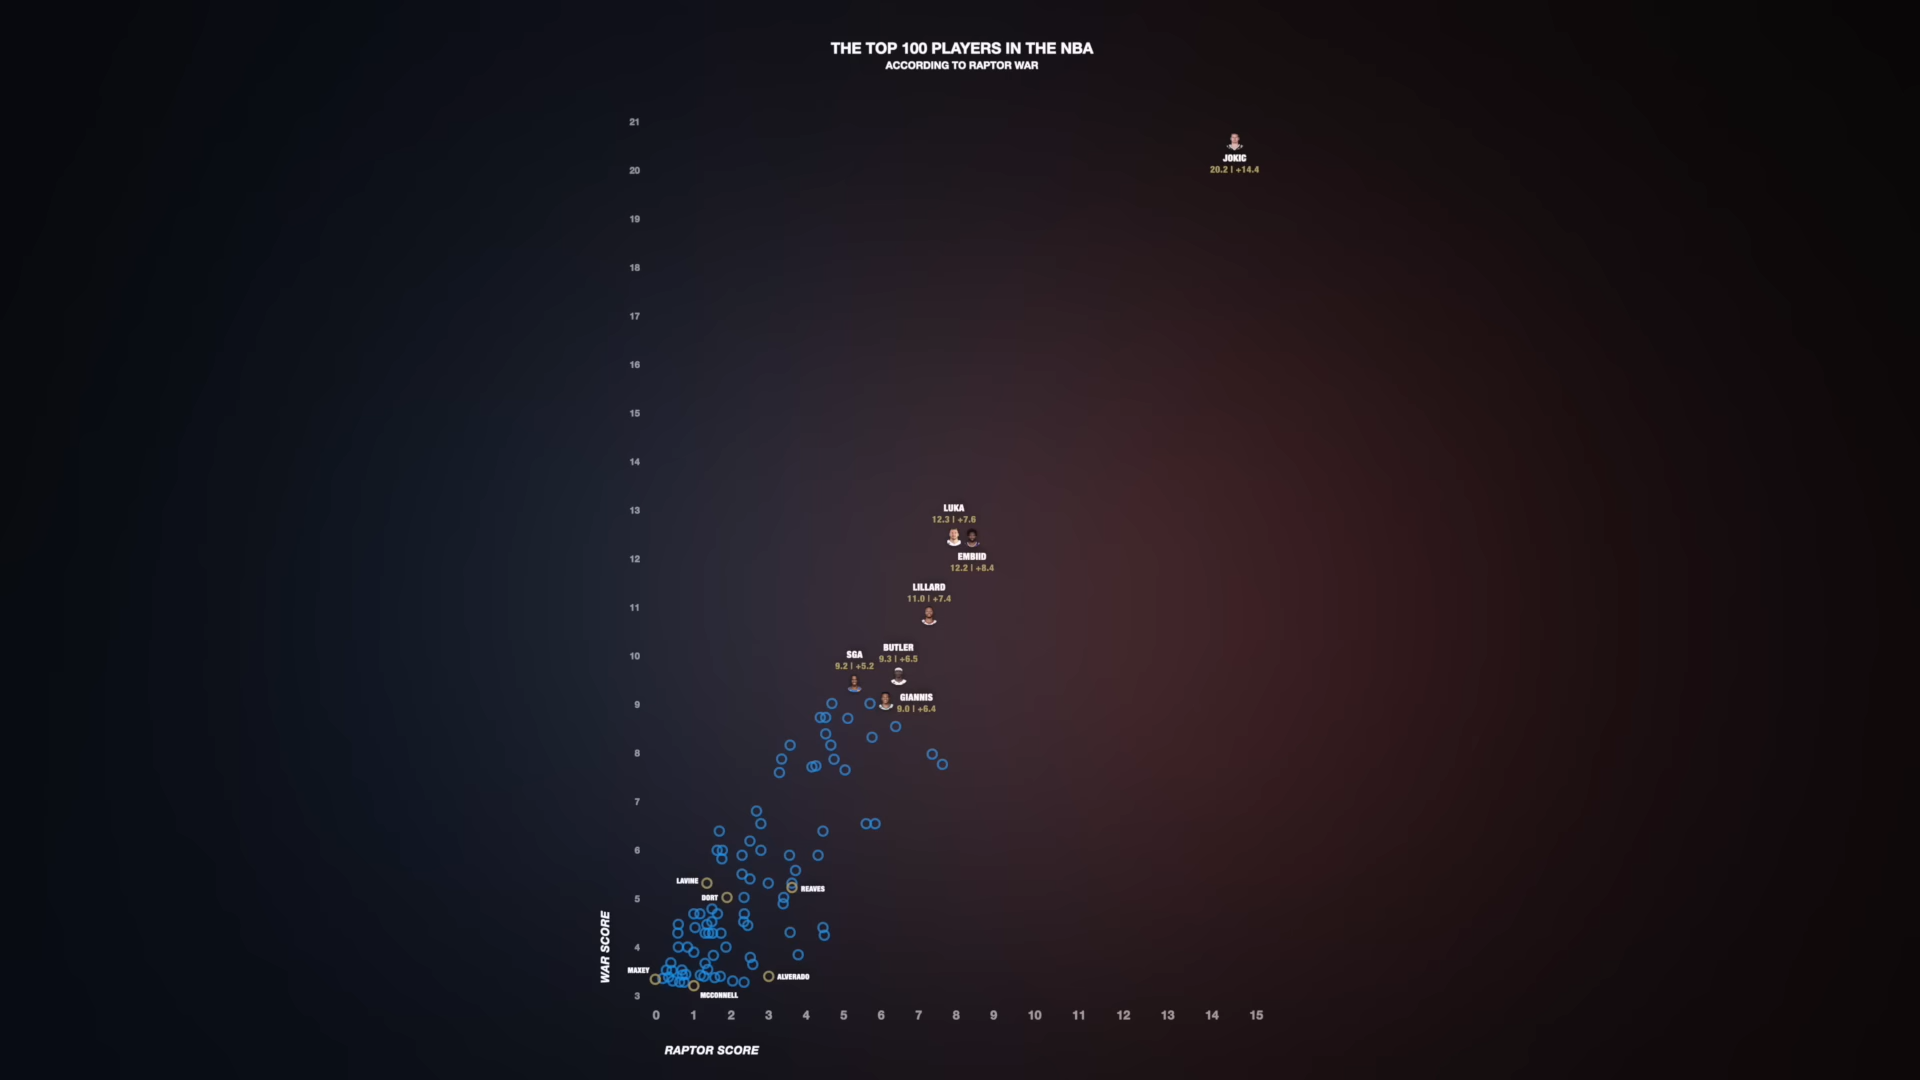 THE TOP 100 PLAYERS IN THE NBA
ACCORDING TO RAPTOR WAR
21
JOKIC
20.2 | +14.4
20
19
18
17
16
15
14
13
LUKA
12.3 | +7.6
12
EMBIID
12.2 | +8.4
LILLARD
11.0 | +7.4
11
10
BUTLER
9.3 | +6.5
SGA
9.2 | +5.2
GIANNIS
9.0 | +6.4
9
8
7
6
LAVINE
REAVES
DORT
5
4
WAR SCORE
MAXEY
ALVERADO
MCCONNELL
3
0 1 2 3 4 5 6 7 8 9 10 11 12 13 14 15
RAPTOR SCORE